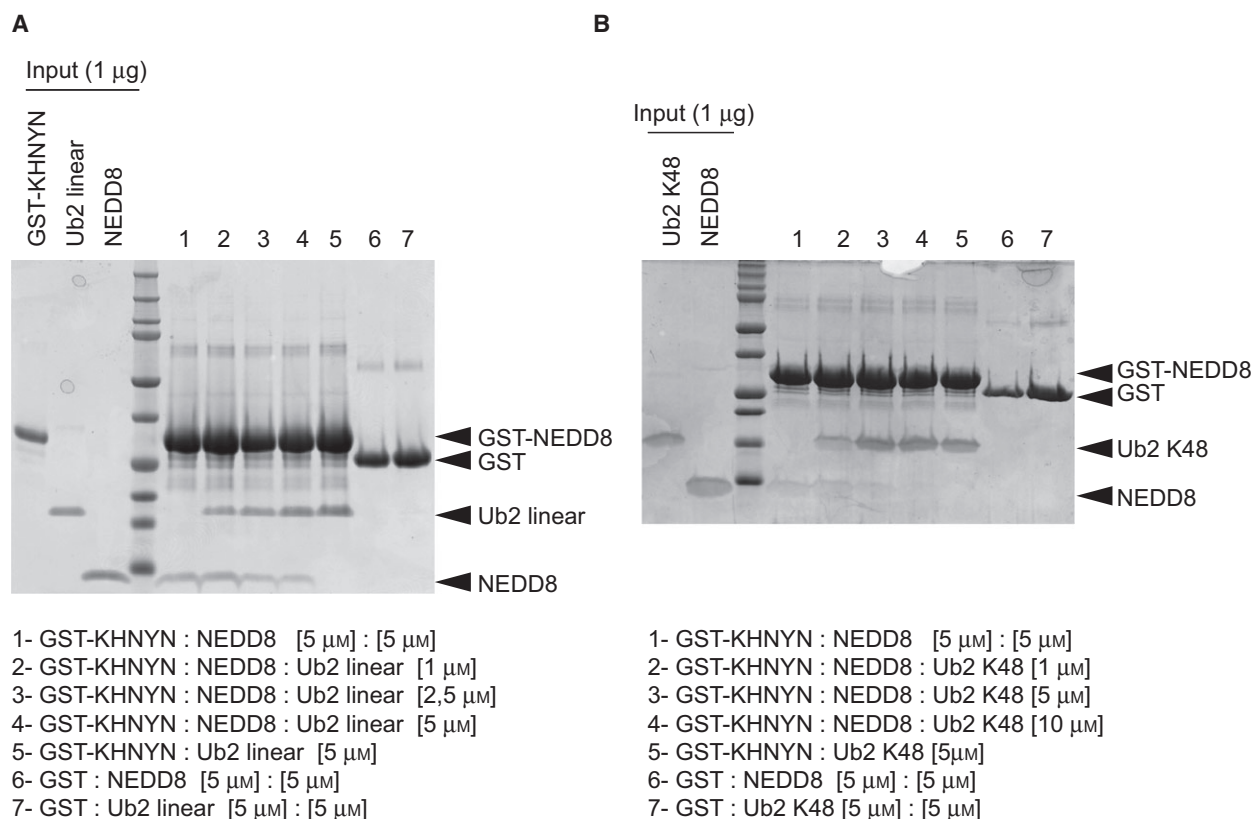 A
Input (1 μg)
GST-KHNYN
Ub2 linear
NEDD8
1 2 3 4 5 6 7
GST-NEDD8
GST
Ub2 linear
NEDD8
1- GST-KHNYN : NEDD8 [5 μM] : [5 μM]
2- GST-KHNYN : NEDD8 : Ub2 linear [1 μM]
3- GST-KHNYN : NEDD8 : Ub2 linear [2,5 μM]
4- GST-KHNYN : NEDD8 : Ub2 linear [5 μM]
5- GST-KHNYN : Ub2 linear [5 μM]
6- GST : NEDD8 [5 μM] : [5 μM]
7- GST : Ub2 linear [5 μM] : [5 μM]
B
Input (1 μg)
Ub2 K48
NEDD8
1 2 3 4 5 6 7
GST-NEDD8
GST
Ub2 K48
NEDD8
1- GST-KHNYN : NEDD8 [5 μM] : [5 μM]
2- GST-KHNYN : NEDD8 : Ub2 K48 [1 μM]
3- GST-KHNYN : NEDD8 : Ub2 K48 [5 μM]
4- GST-KHNYN : NEDD8 : Ub2 K48 [10 μM]
5- GST-KHNYN : Ub2 K48 [5μM]
6- GST : NEDD8 [5 μM] : [5 μM]
7- GST : Ub2 K48 [5 μM] : [5 μM]